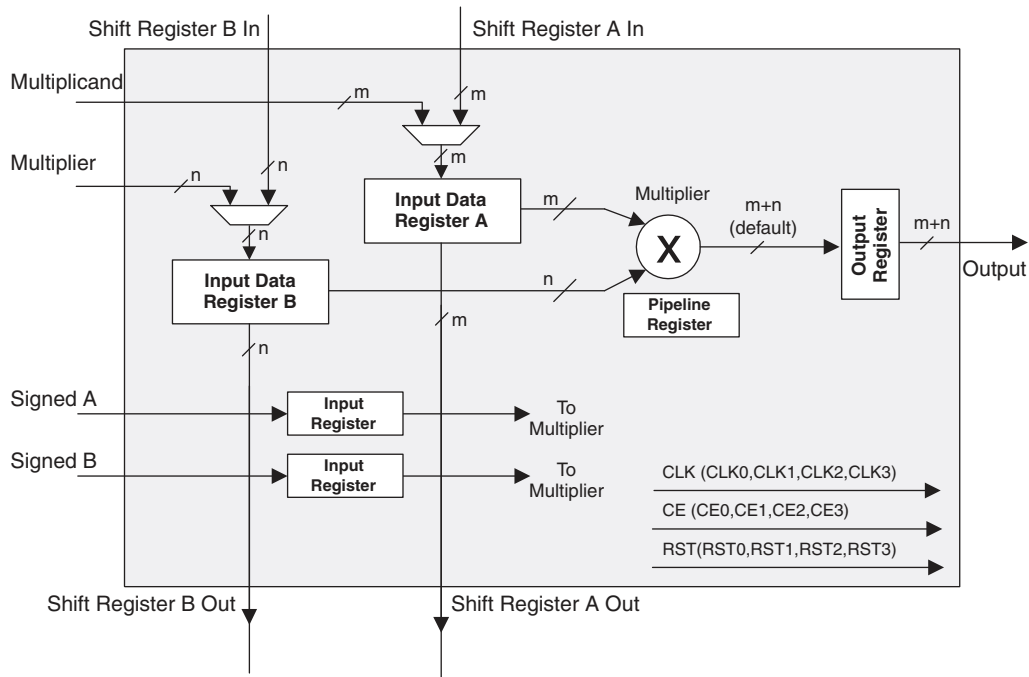 Shift Register B In
Shift Register A In
Multiplicand
m
m
Multiplier
n
n
m
Input Data
Register A
m
Multiplier
X
m+n
(default)
Output
Register
m+n
Output
n
Input Data
Register B
n
Pipeline
Register
m
n
Signed A
Input
Register
To
Multiplier
Signed B
Input
Register
To
Multiplier
CLK (CLK0,CLK1,CLK2,CLK3)
CE (CE0,CE1,CE2,CE3)
RST(RST0,RST1,RST2,RST3)
Shift Register B Out
Shift Register A Out